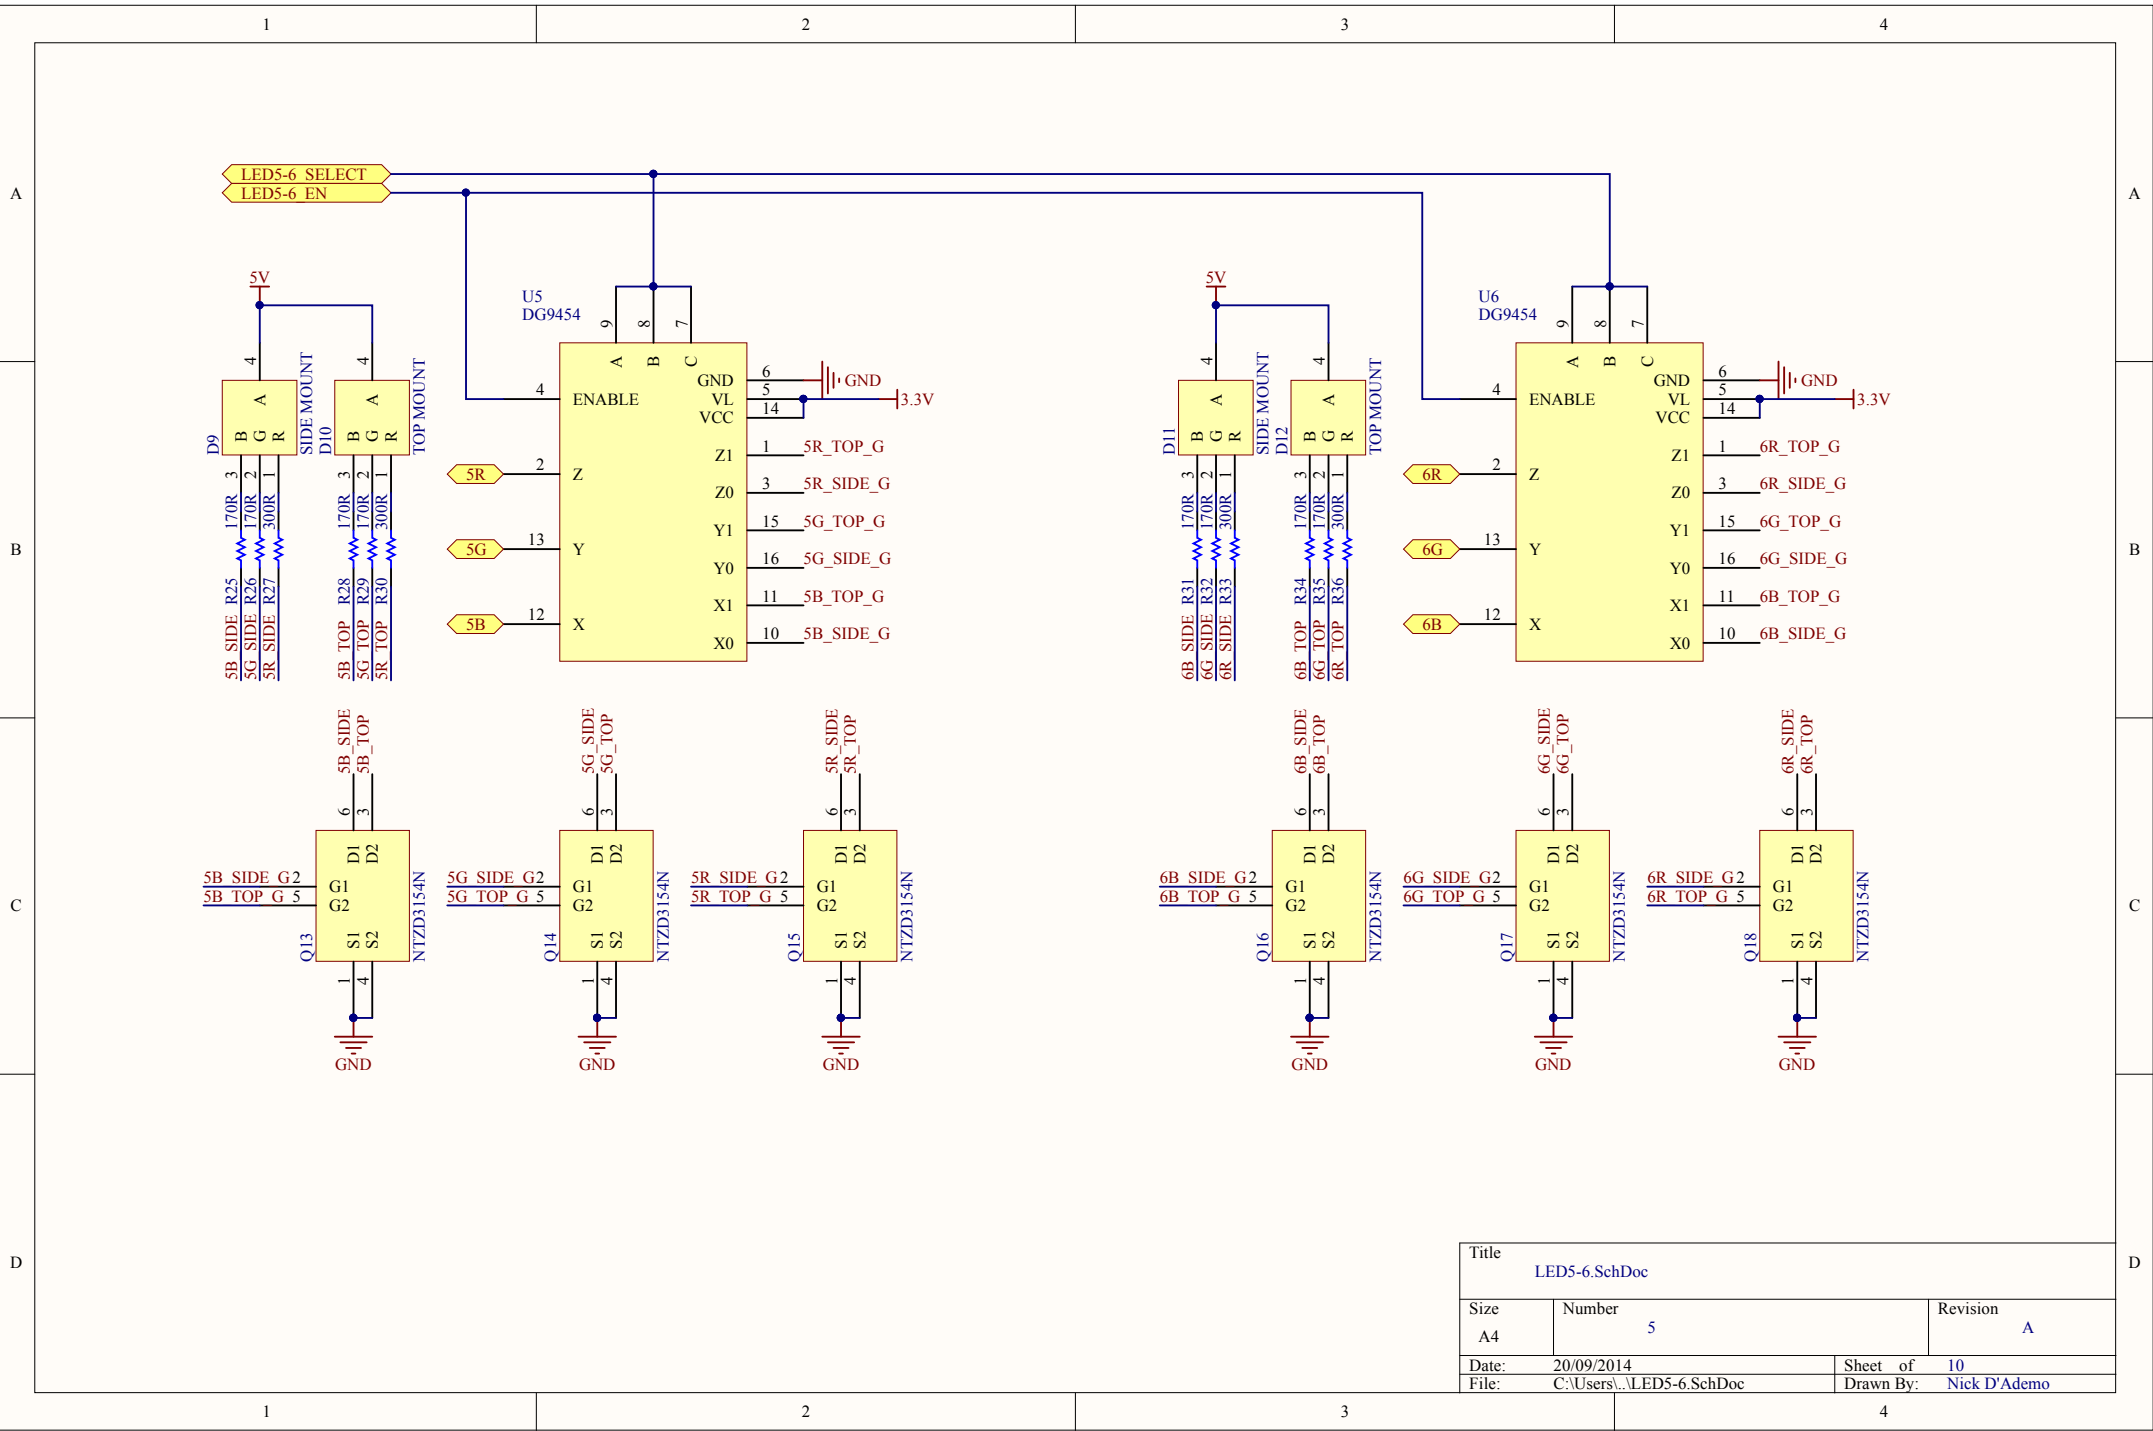 1 2 3 4
A A
B B
C C
D D
1 2 3 4
LED5-6_SELECT
LED5-6_EN
5V
4
A
B G R
3 2 1
D9
SIDE MOUNT
170R 170R 300R
R25 R26 R27
5B_SIDE
5G_SIDE
5R_SIDE
4
A
B G R
3 2 1
D10
TOP MOUNT
170R 170R 300R
R28 R29 R30
5B_TOP
5G_TOP
5R_TOP
U5
DG9454
9 8 7
A B C
4 ENABLE
5R 2 Z
5G 13 Y
5B 12 X
GND 6 GND
VL 5 3.3V
VCC 14
Z1 1 5R_TOP_G
Z0 3 5R_SIDE_G
Y1 15 5G_TOP_G
Y0 16 5G_SIDE_G
X1 11 5B_TOP_G
X0 10 5B_SIDE_G
5V
4
A
B G R
3 2 1
D11
SIDE MOUNT
170R 170R 300R
R31 R32 R33
6B_SIDE
6G_SIDE
6R_SIDE
4
A
B G R
3 2 1
D12
TOP MOUNT
170R 170R 300R
R34 R35 R36
6B_TOP
6G_TOP
6R_TOP
U6
DG9454
9 8 7
A B C
4 ENABLE
6R 2 Z
6G 13 Y
6B 12 X
GND 6 GND
VL 5 3.3V
VCC 14
Z1 1 6R_TOP_G
Z0 3 6R_SIDE_G
Y1 15 6G_TOP_G
Y0 16 6G_SIDE_G
X1 11 6B_TOP_G
X0 10 6B_SIDE_G
5B_SIDE
5B_TOP
6 3
D1 D2
5B_SIDE_G 2 G1
5B_TOP_G 5 G2
S1 S2
Q13
NTZD3154N
1 4
GND
5G_SIDE
5G_TOP
6 3
D1 D2
5G_SIDE_G 2 G1
5G_TOP_G 5 G2
S1 S2
Q14
NTZD3154N
1 4
GND
5R_SIDE
5R_TOP
6 3
D1 D2
5R_SIDE_G 2 G1
5R_TOP_G 5 G2
S1 S2
Q15
NTZD3154N
1 4
GND
6B_SIDE
6B_TOP
6 3
D1 D2
6B_SIDE_G 2 G1
6B_TOP_G 5 G2
S1 S2
Q16
NTZD3154N
1 4
GND
6G_SIDE
6G_TOP
6 3
D1 D2
6G_SIDE_G 2 G1
6G_TOP_G 5 G2
S1 S2
Q17
NTZD3154N
1 4
GND
6R_SIDE
6R_TOP
6 3
D1 D2
6R_SIDE_G 2 G1
6R_TOP_G 5 G2
S1 S2
Q18
NTZD3154N
1 4
GND
Title
LED5-6.SchDoc
Size Number Revision
A4 5 A
Date: 20/09/2014 Sheet of 10
File: C:\Users\..\LED5-6.SchDoc Drawn By: Nick D'Ademo